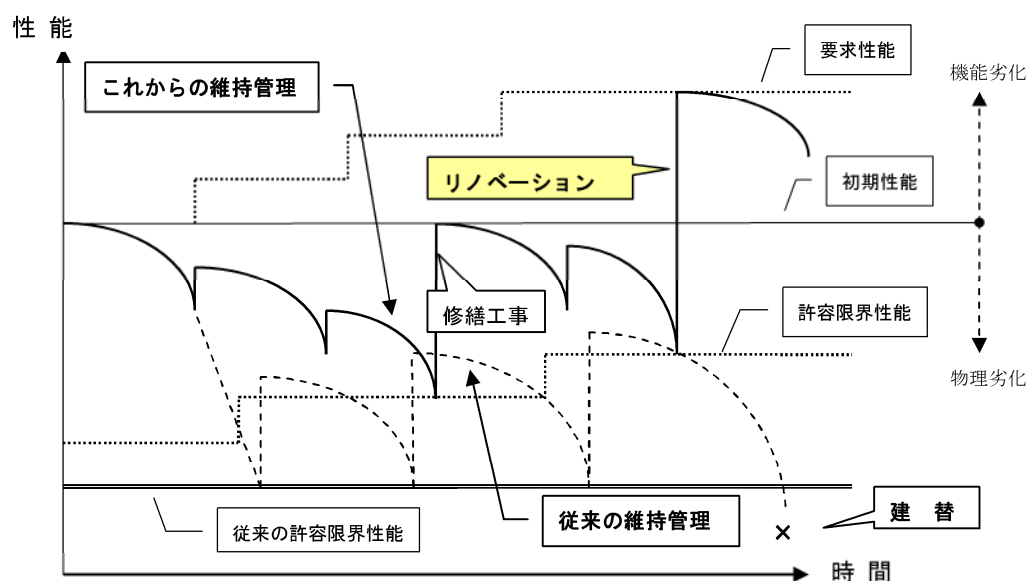 性 能
要求性能
機能劣化
これからの維持管理
リノベーション
初期性能
修繕工事
許容限界性能
物理劣化
従来の許容限界性能
従来の維持管理
建 替
時 間